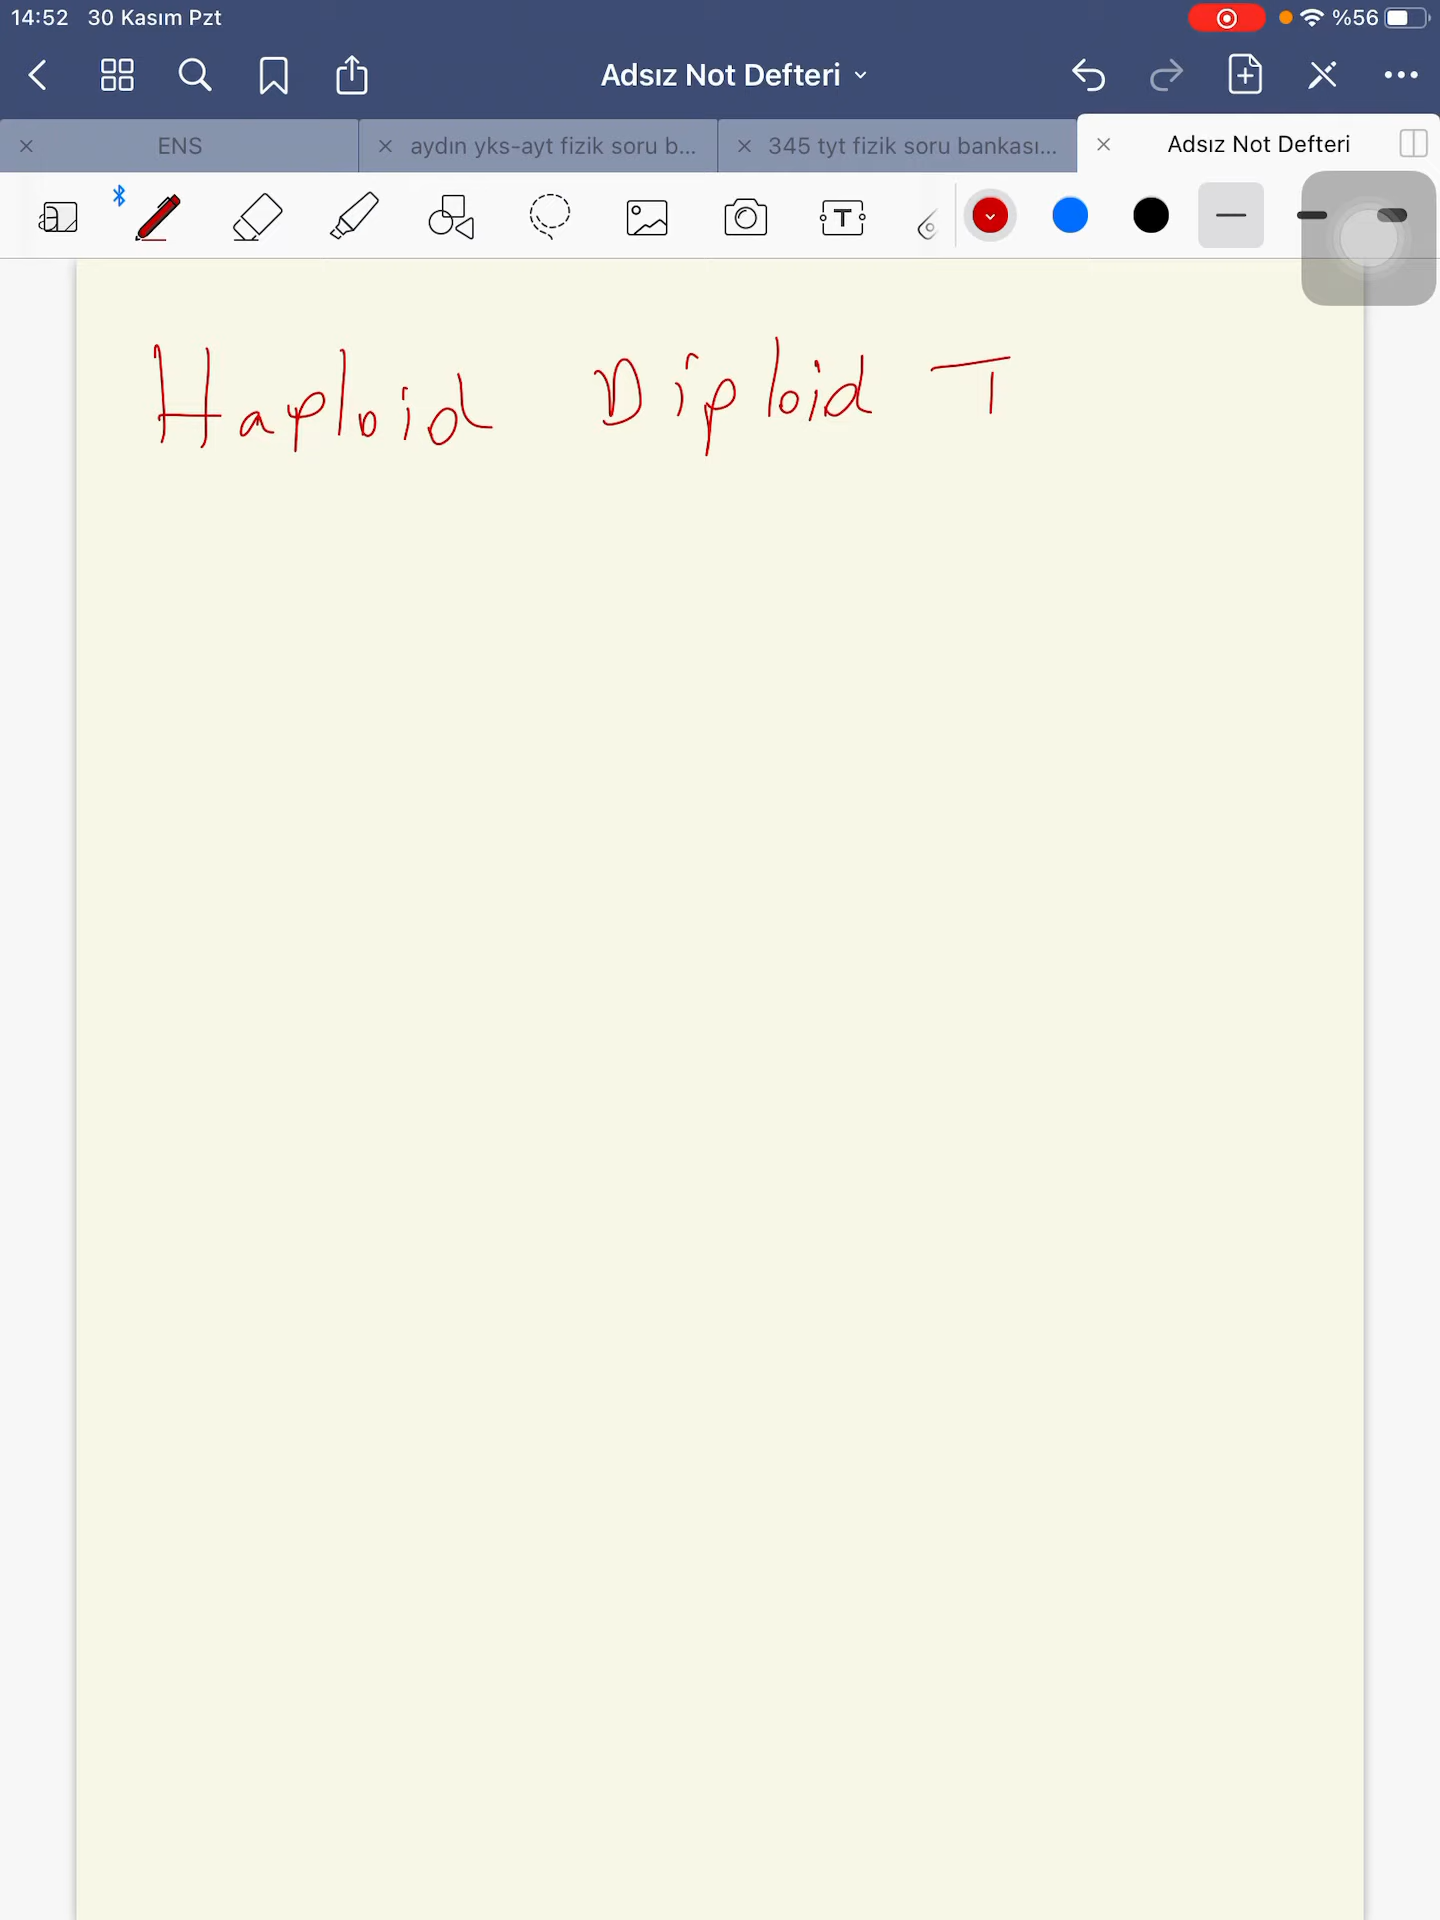 14:52 30 Kasım Pzt %56
Adsız Not Defteri
ENS aydın yks-ayt fizik soru b... 345 tyt fizik soru bankası... Adsız Not Defteri
Haploid Diploid T